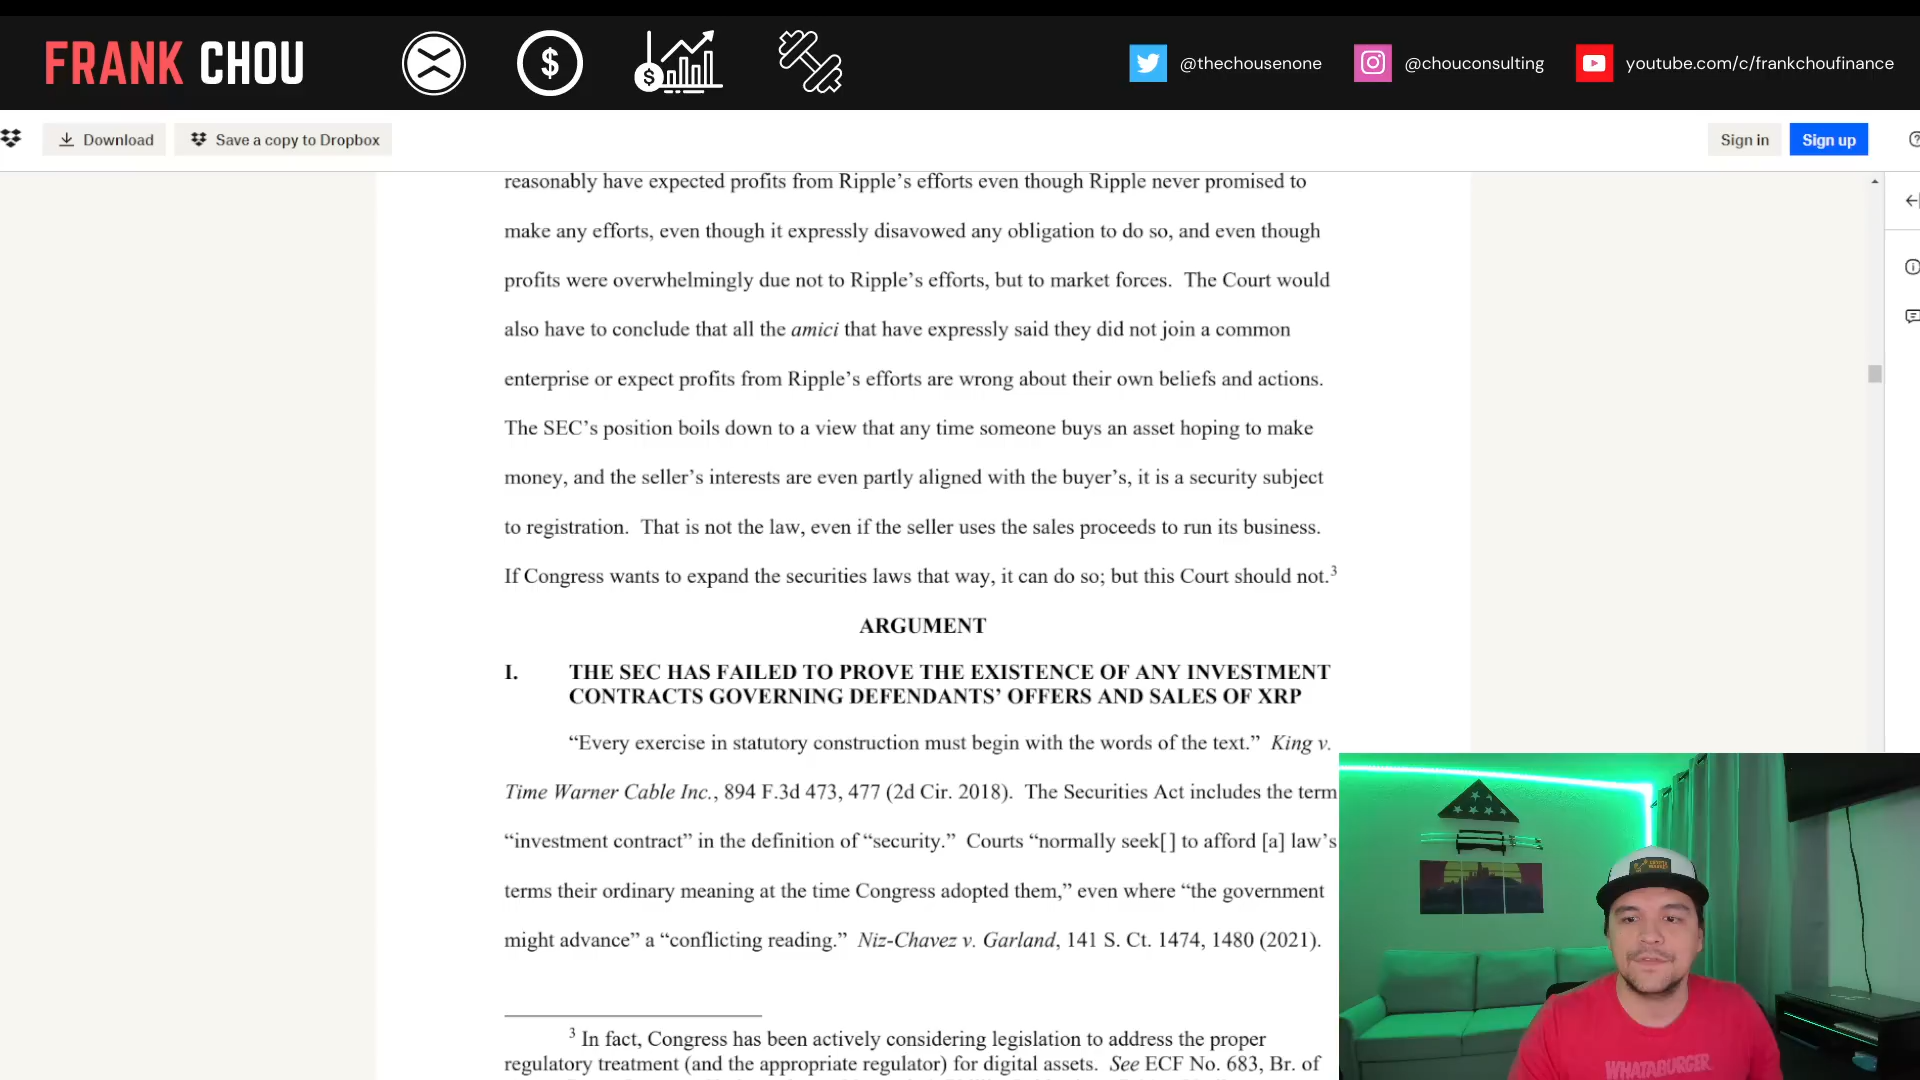 FRANK CHOU
@thechousenone
@chouconsulting
youtube.com/c/frankchoufinance
Download
Save a copy to Dropbox
Sign in
Sign up
reasonably have expected profits from Ripple’s efforts even though Ripple never promised to
make any efforts, even though it expressly disavowed any obligation to do so, and even though
profits were overwhelmingly due not to Ripple’s efforts, but to market forces.  The Court would
also have to conclude that all the amici that have expressly said they did not join a common
enterprise or expect profits from Ripple’s efforts are wrong about their own beliefs and actions.
The SEC’s position boils down to a view that any time someone buys an asset hoping to make
money, and the seller’s interests are even partly aligned with the buyer’s, it is a security subject
to registration.  That is not the law, even if the seller uses the sales proceeds to run its business.
If Congress wants to expand the securities laws that way, it can do so; but this Court should not.3
ARGUMENT
I. THE SEC HAS FAILED TO PROVE THE EXISTENCE OF ANY INVESTMENT
CONTRACTS GOVERNING DEFENDANTS’ OFFERS AND SALES OF XRP
“Every exercise in statutory construction must begin with the words of the text.”  King v.
Time Warner Cable Inc., 894 F.3d 473, 477 (2d Cir. 2018).  The Securities Act includes the term
“investment contract” in the definition of “security.”  Courts “normally seek[ ] to afford [a] law’s
terms their ordinary meaning at the time Congress adopted them,” even where “the government
might advance” a “conflicting reading.”  Niz-Chavez v. Garland, 141 S. Ct. 1474, 1480 (2021).
3 In fact, Congress has been actively considering legislation to address the proper
regulatory treatment (and the appropriate regulator) for digital assets.  See ECF No. 683, Br. of
WHATABURGER